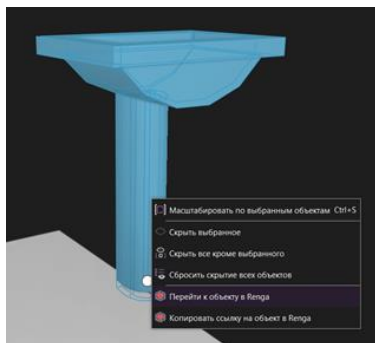 Масштабировать по выбранным объектам Ctrl+S
Скрыть выбранное
Скрыть все кроме выбранного
Сбросить скрытие всех объектов
Перейти к объекту в Renga
Копировать ссылку на объект в Renga